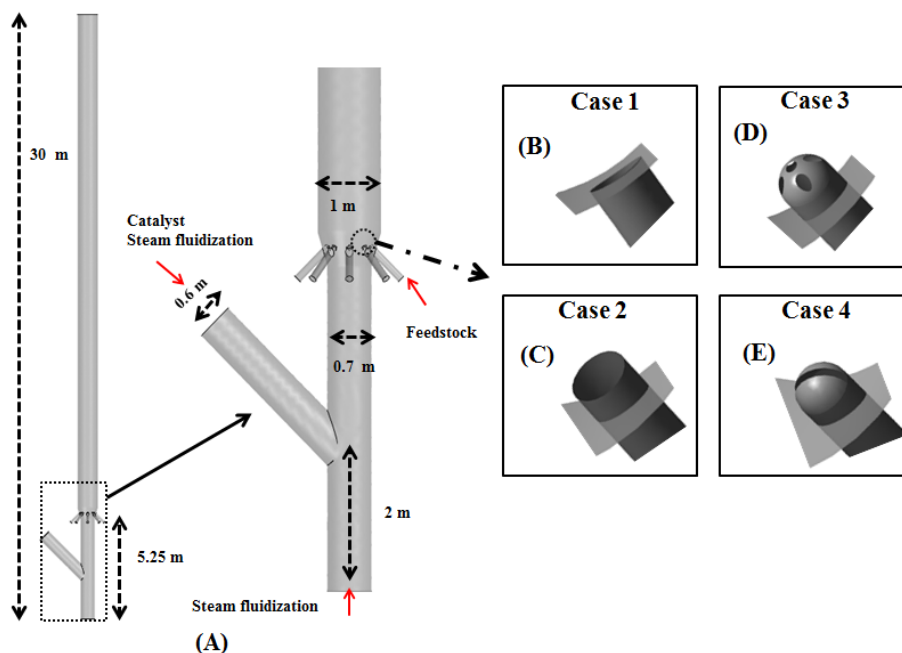 30 m
5.25 m
(A)
Catalyst
Steam fluidization
0.6 m
1 m
Feedstock
0.7 m
2 m
Steam fluidization
Case 1
(B)
Case 3
(D)
Case 2
(C)
Case 4
(E)